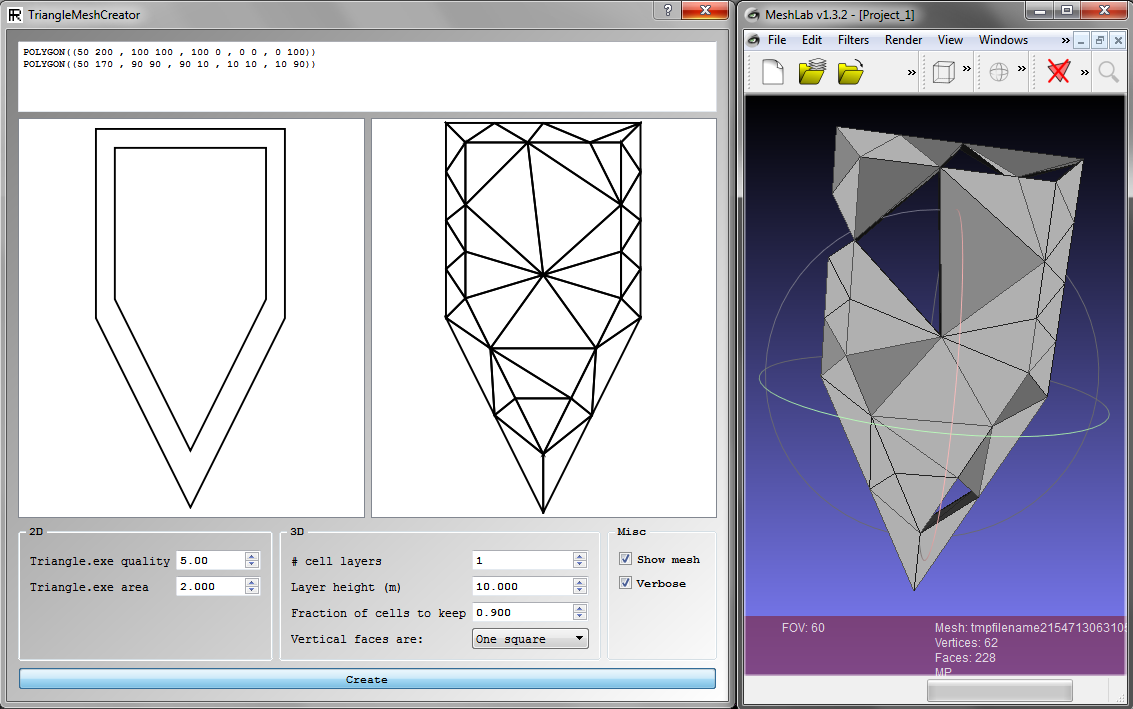 TriangleMeshCreator
POLYGON((50 200 , 100 100 , 100 0 , 0 0 , 0 100))
POLYGON((50 170 , 90 90 , 90 10 , 10 10 , 10 90))
2D
Triangle.exe quality 5.00
Triangle.exe area 2.000
3D
# cell layers 1
Layer height (m) 10.000
Fraction of cells to keep 0.900
Vertical faces are: One square
Misc
Show mesh
Verbose
Create
MeshLab v1.3.2 - [Project_1]
File Edit Filters Render View Windows »
FOV: 60
Mesh: tmpfilename2154713063105
Vertices: 62
Faces: 228
MP